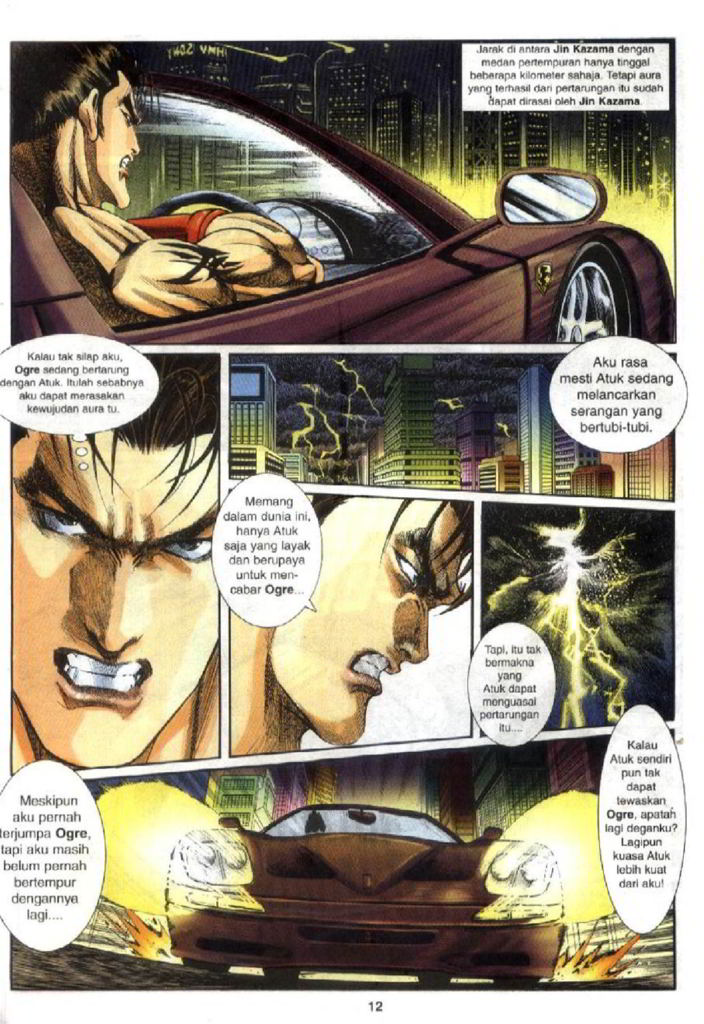 Jarak di antara Jin Kazama dengan
medan pertempuran hanya tinggal
beberapa kilometer sahaja. Tetapi aura
yang terhasil dari pertarungan itu sudah
dapat dirasai oleh Jin Kazama.
Kalau tak silap aku,
Ogre sedang bertarung
dengan Atuk. Itulah sebabnya
aku dapat merasakan
kewujudan aura tu.
Aku rasa
mesti Atuk sedang
melancarkan
serangan yang
bertubi-tubi.
Memang
dalam dunia ini,
hanya Atuk
saja yang layak
dan berupaya
untuk men-
cabar Ogre...
Tapi, itu tak
bermakna
yang
Atuk dapat
menguasai
pertarungan
itu....
Meskipun
aku pernah
terjumpa Ogre,
tapi aku masih
belum pernah
bertempur
dengannya
lagi....
Kalau
Atuk sendiri
pun tak
dapat
tewaskan
Ogre, apatah
lagi deganku?
Lagipun
kuasa Atuk
lebih kuat
dari aku!
12